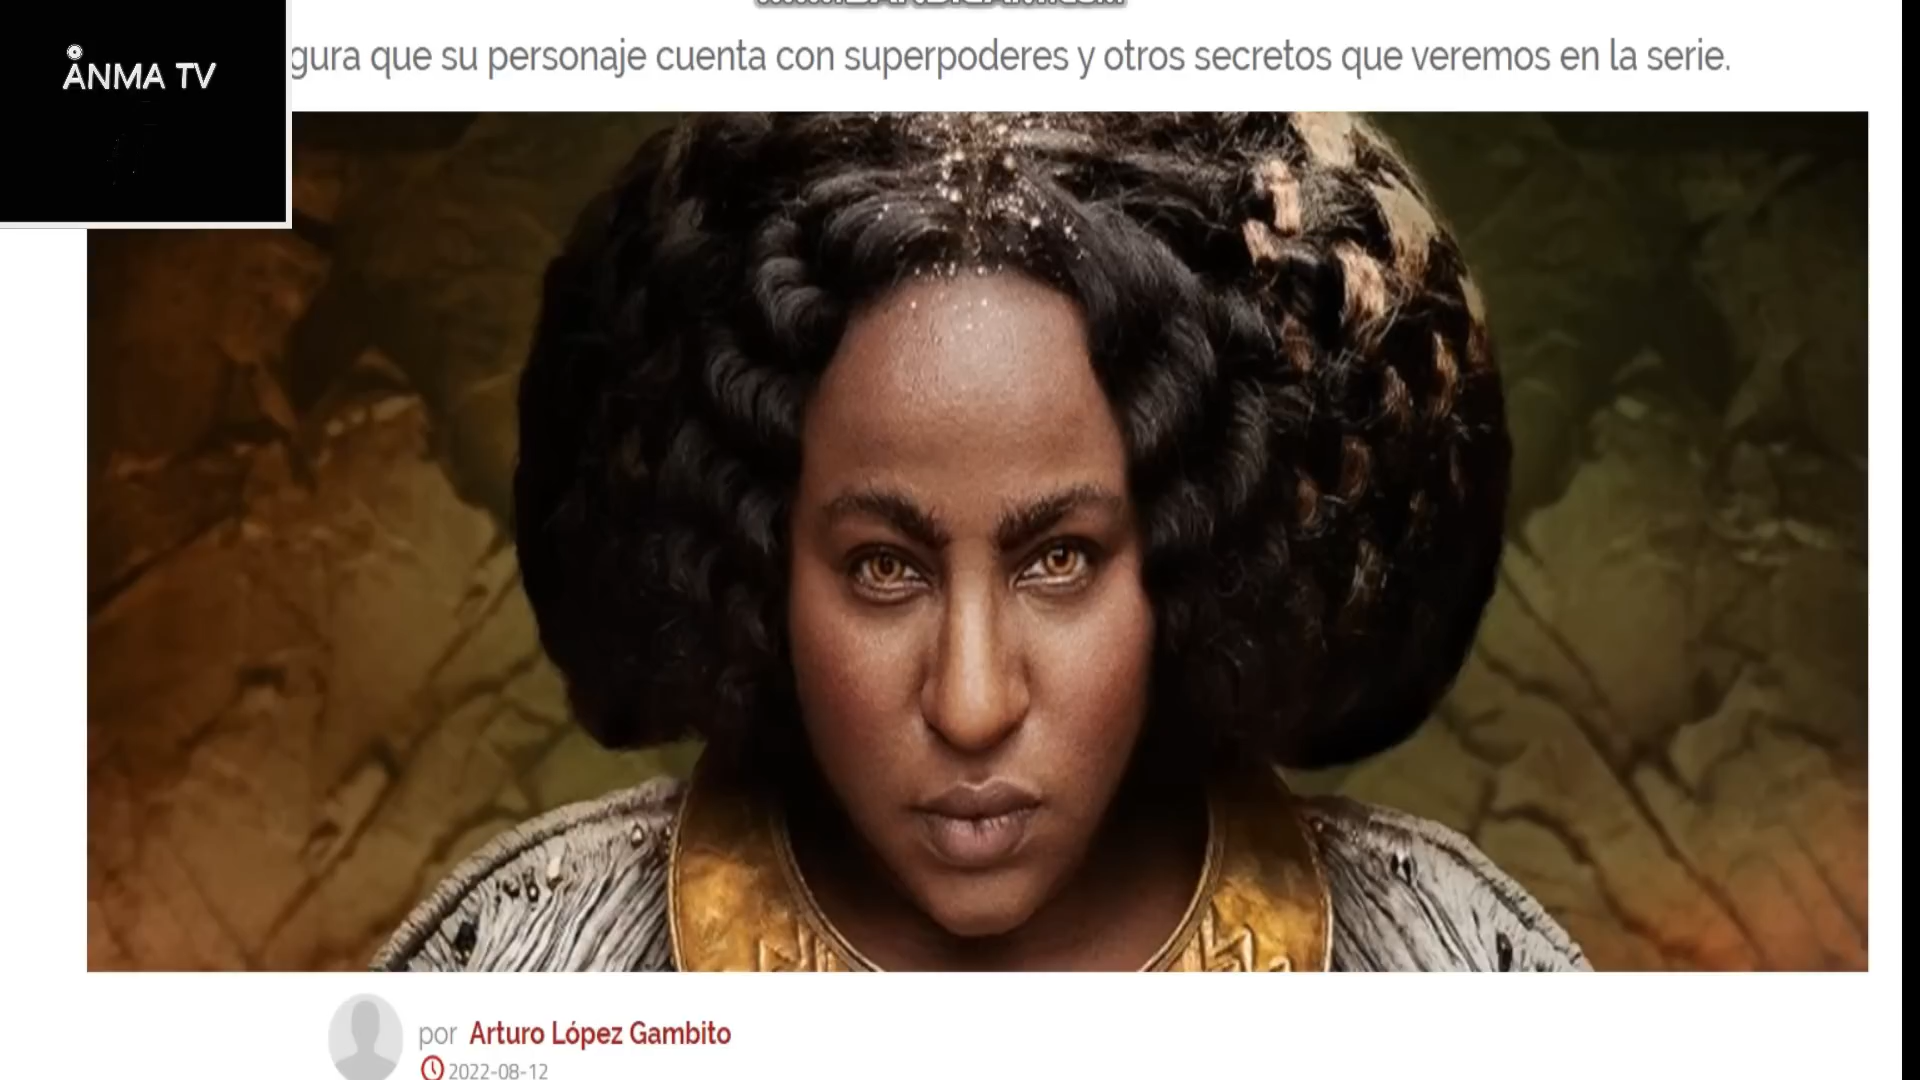 ANMA TV
gura que su personaje cuenta con superpoderes y otros secretos que veremos en la serie.
por Arturo López Gambito
2022-08-12